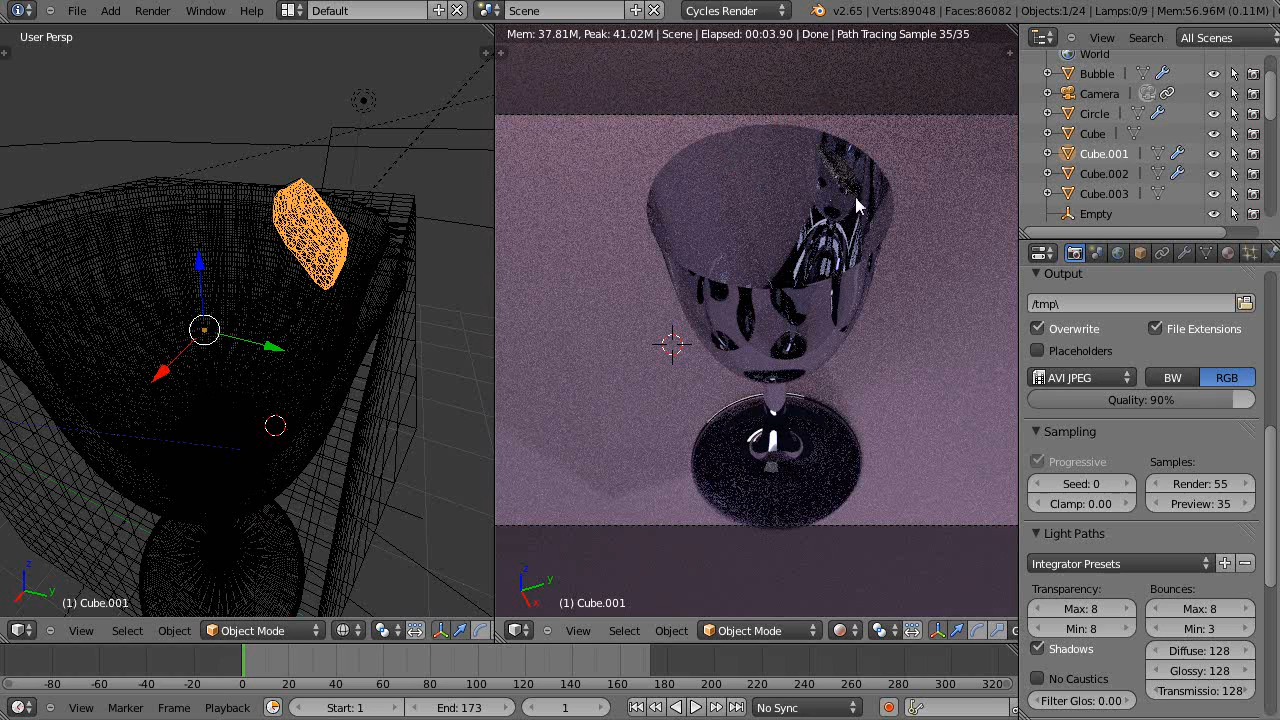 File Add Render Window Help Default Scene Cycles Render v2.65 | Verts:89048 | Faces:86082 | Objects:1/24 | Lamps:0/9 | Mem:56.96M (0.11M) |
User Persp
Mem: 37.81M, Peak: 41.02M | Scene | Elapsed: 00:03.90 | Done | Path Tracing Sample 35/35
View Search All Scenes
World
Bubble
Camera
Circle
Cube
Cube.001
Cube.002
Cube.003
Empty
Output
/tmp\
Overwrite File Extensions
Placeholders
AVI JPEG BW RGB
Quality: 90%
Sampling
Progressive Samples:
Seed: 0 Render: 55
Clamp: 0.00 Preview: 35
Light Paths
Integrator Presets
Transparency: Bounces:
Max: 8 Max: 8
Min: 8 Min: 3
Shadows Diffuse: 128
Glossy: 128
No Caustics Transmissio: 128
Filter Glos: 0.00
z y x
(1) Cube.001
z y x
(1) Cube.001
View Select Object Object Mode
View Select Object Object Mode
-80 -60 -40 -20 0 20 40 60 80 100 120 140 160 180 200 220 240 260 280 300 320
View Marker Frame Playback Start: 1 End: 173 1 No Sync